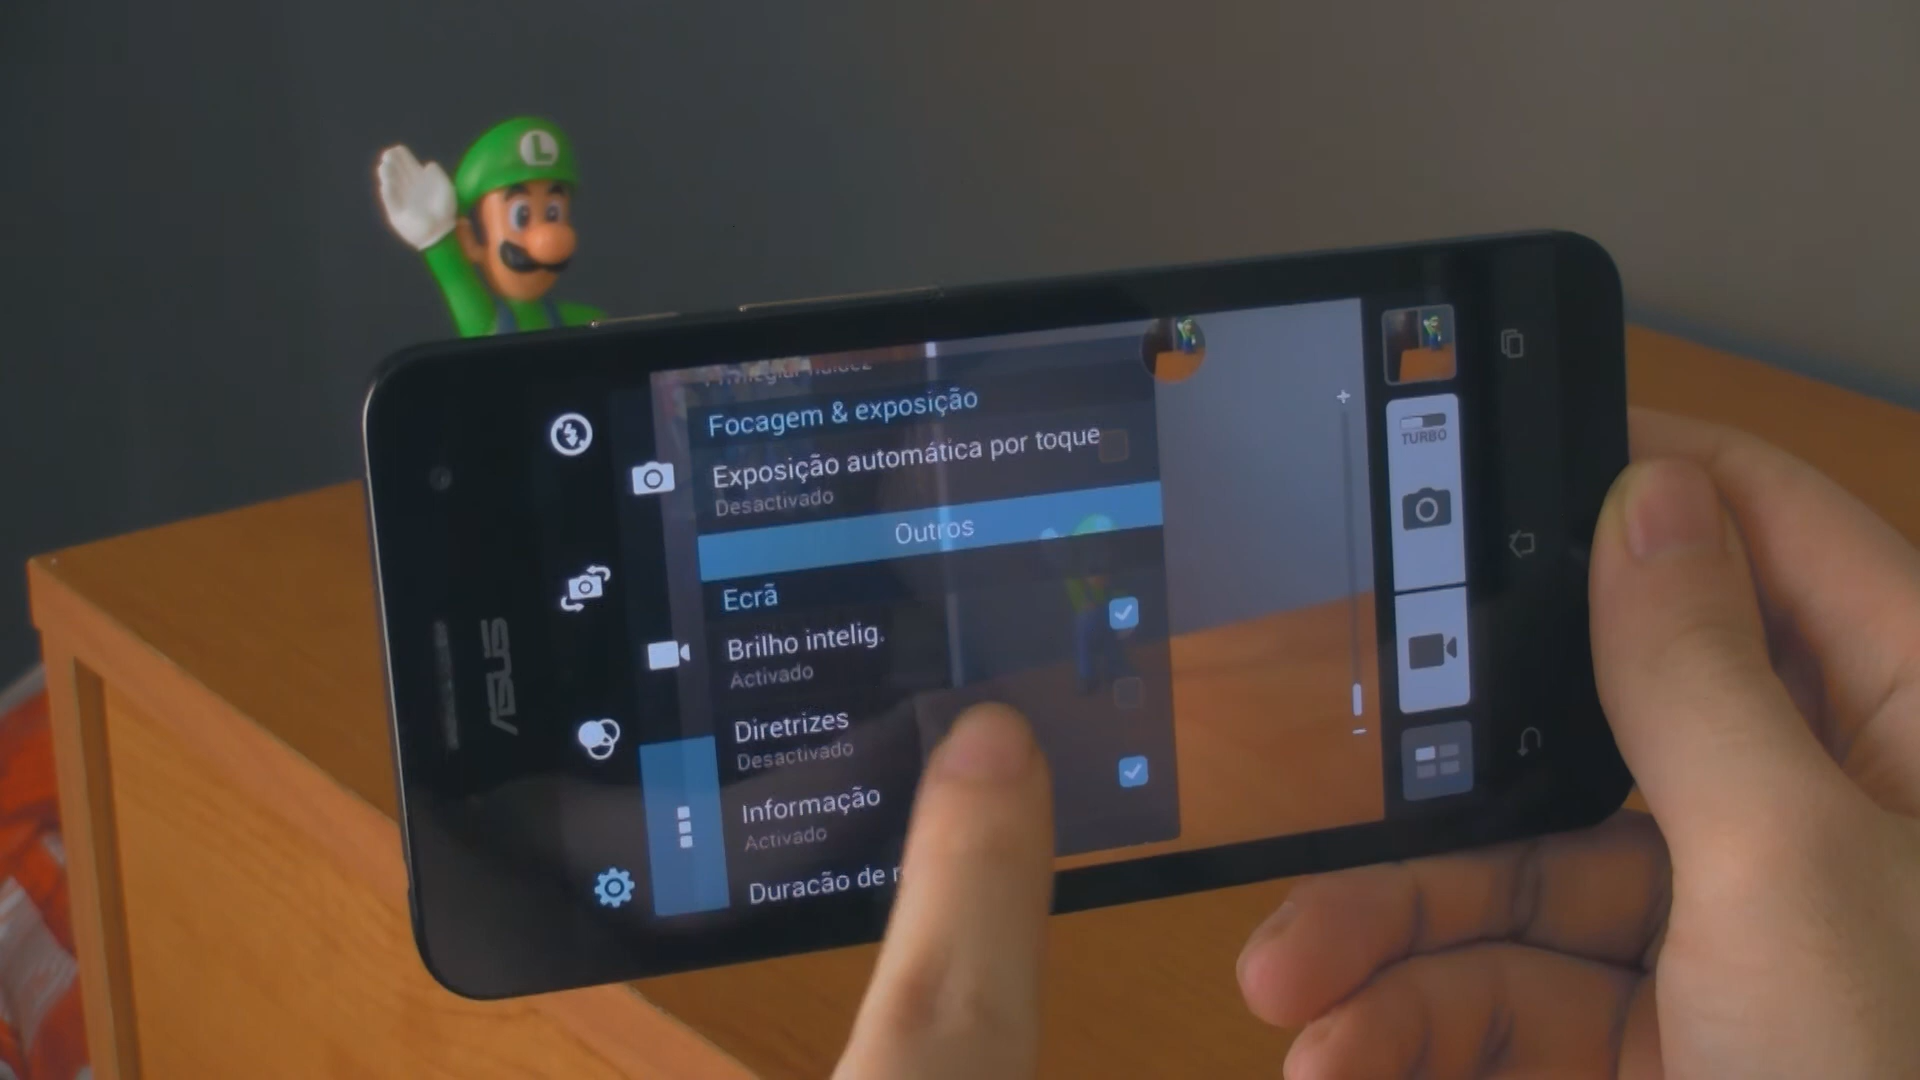 L
ASUS
Focagem & exposição
Exposição automática por toque
Desactivado
Outros
Ecrã
Brilho intelig.
Activado
Diretrizes
Desactivado
Informação
Activado
Duração de
TURBO